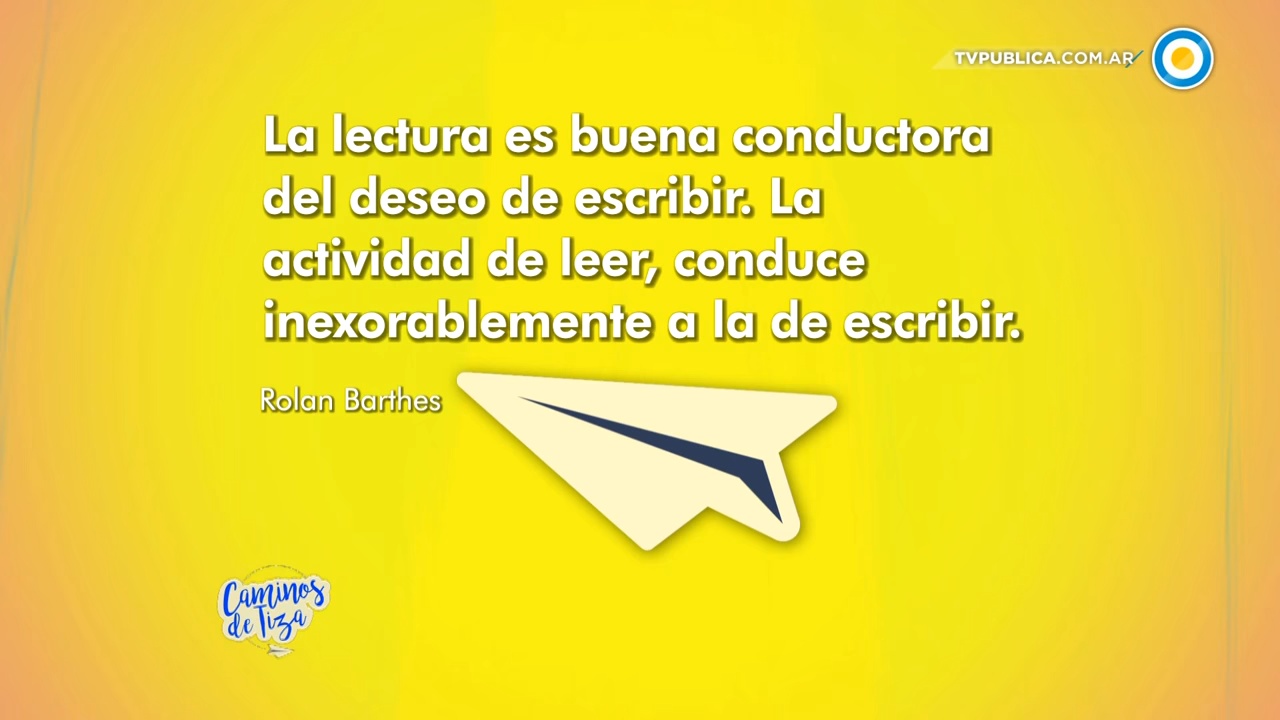 TVPUBLICA.COM.AR
La lectura es buena conductora
del deseo de escribir. La
actividad de leer, conduce
inexorablemente a la de escribir.
Rolan Barthes
Caminos
de Tiza